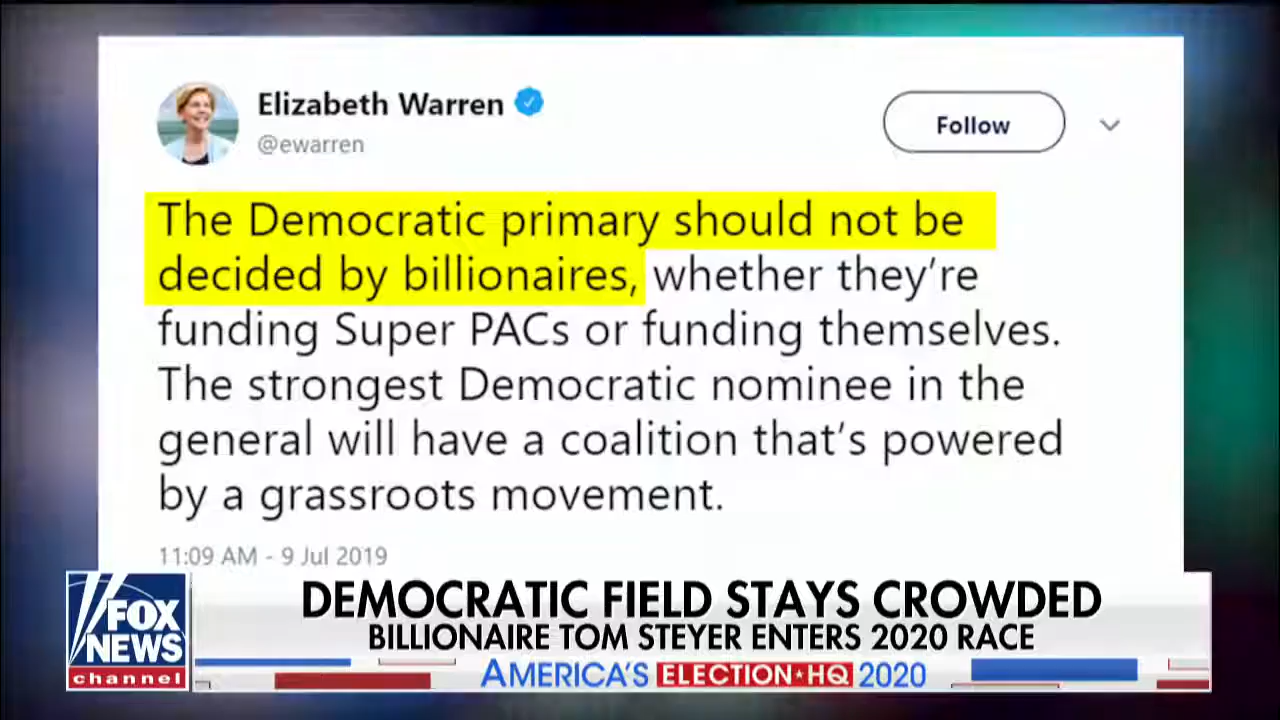 Elizabeth Warren
@ewarren
Follow
The Democratic primary should not be
decided by billionaires, whether they’re
funding Super PACs or funding themselves.
The strongest Democratic nominee in the
general will have a coalition that’s powered
by a grassroots movement.
11:09 AM - 9 Jul 2019
FOX
NEWS
channel
DEMOCRATIC FIELD STAYS CROWDED
BILLIONAIRE TOM STEYER ENTERS 2020 RACE
AMERICA'S ELECTION★HQ 2020